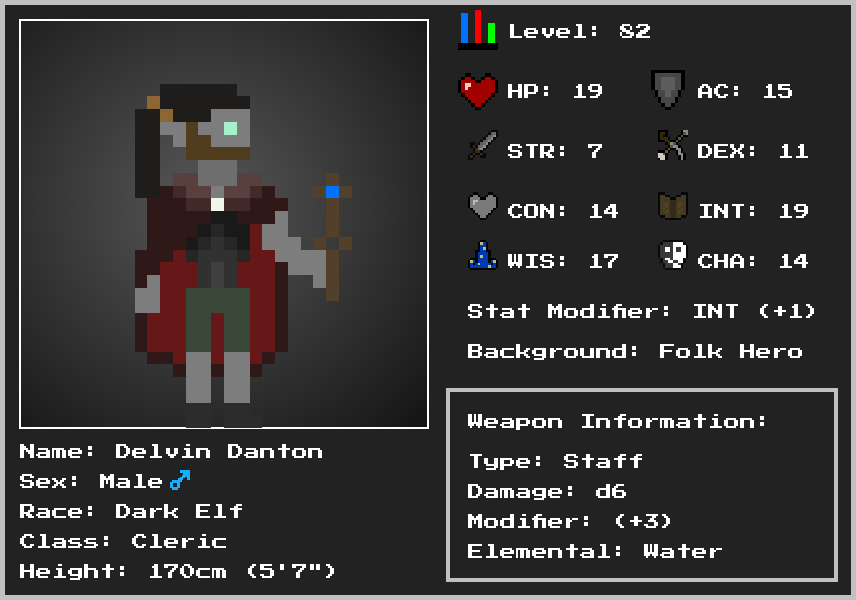 Level: 82
HP: 19 AC: 15
STR: 7 DEX: 11
CON: 14 INT: 19
WIS: 17 CHA: 14
Stat Modifier: INT (+1)
Background: Folk Hero
Weapon Information:
Type: Staff
Damage: d6
Modifier: (+3)
Elemental: Water
Name: Delvin Danton
Sex: Male♂
Race: Dark Elf
Class: Cleric
Height: 170cm (5'7")